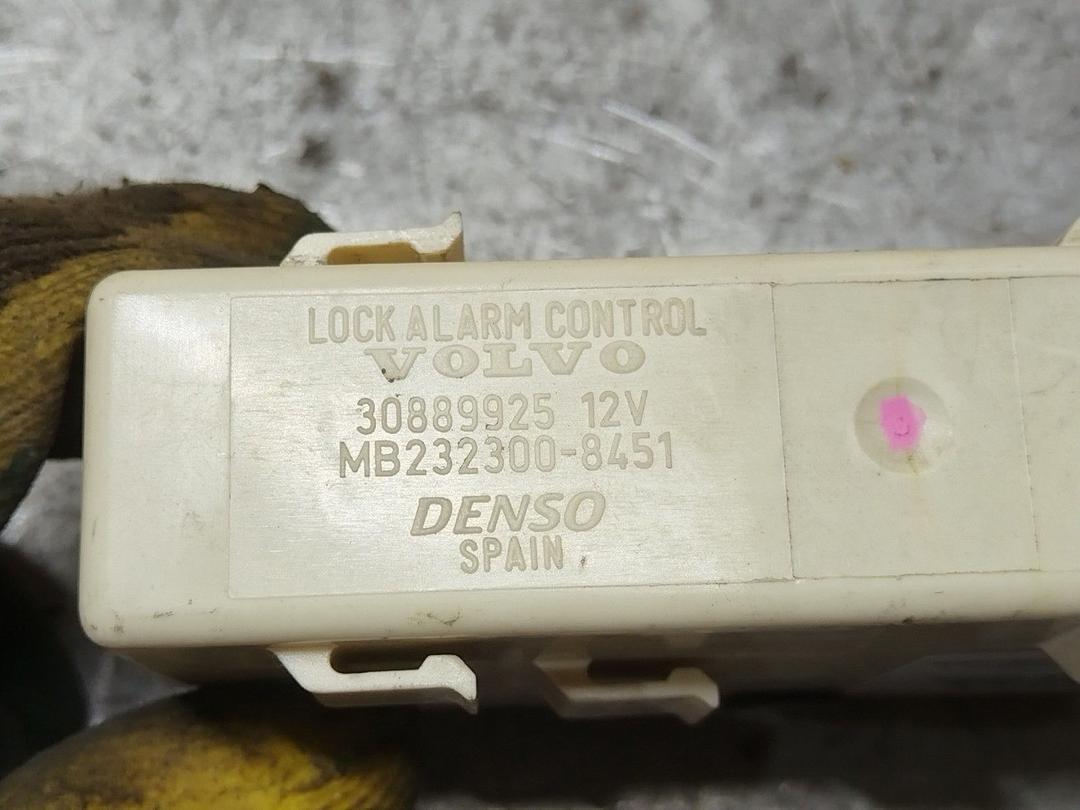 LOCK ALARM CONTROL
VOLVO
30889925 12V
MB232300-8451
DENSO
SPAIN